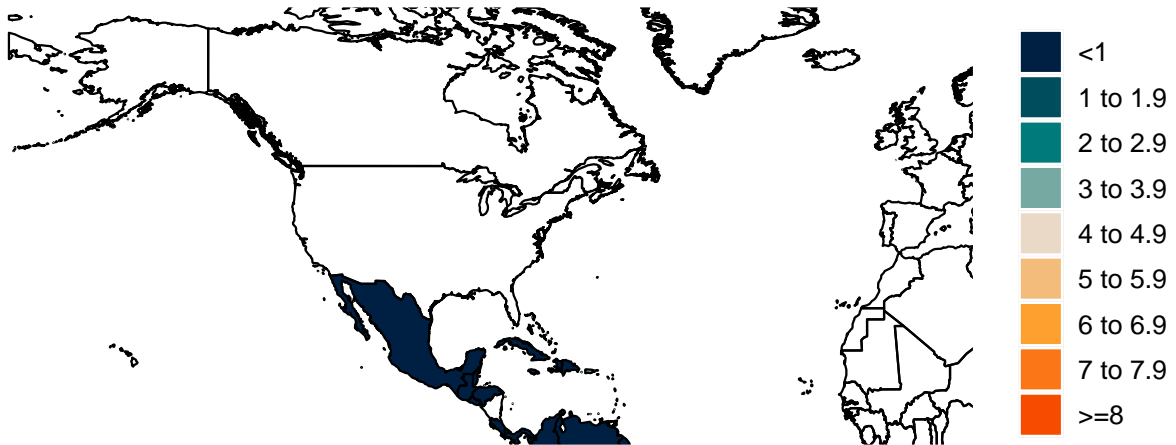 <1
1 to 1.9
2 to 2.9
3 to 3.9
4 to 4.9
5 to 5.9
6 to 6.9
7 to 7.9
>=8